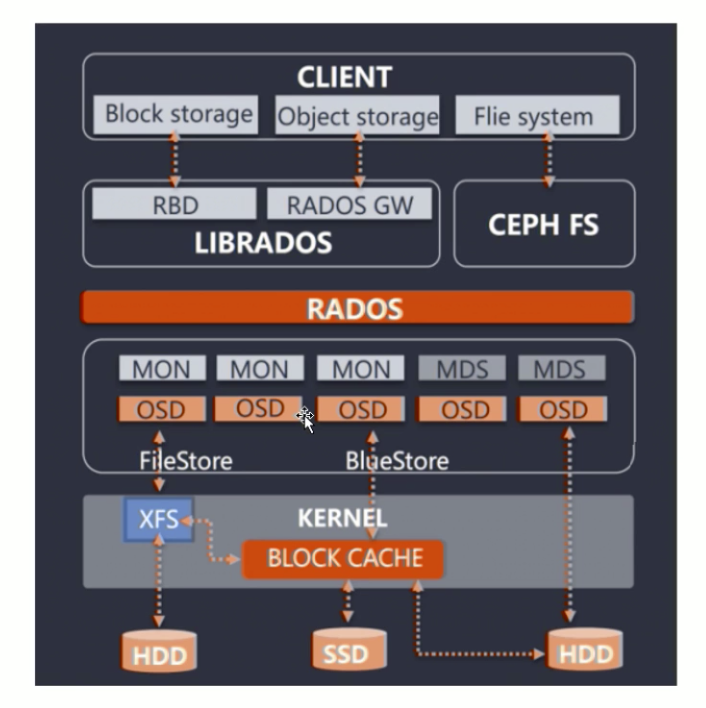 CLIENT
Block storage Object storage Flie system
RBD RADOS GW
LIBRADOS
CEPH FS
RADOS
MON MON MON MDS MDS
OSD OSD OSD OSD OSD
FileStore BlueStore
XFS KERNEL
BLOCK CACHE
HDD SSD HDD